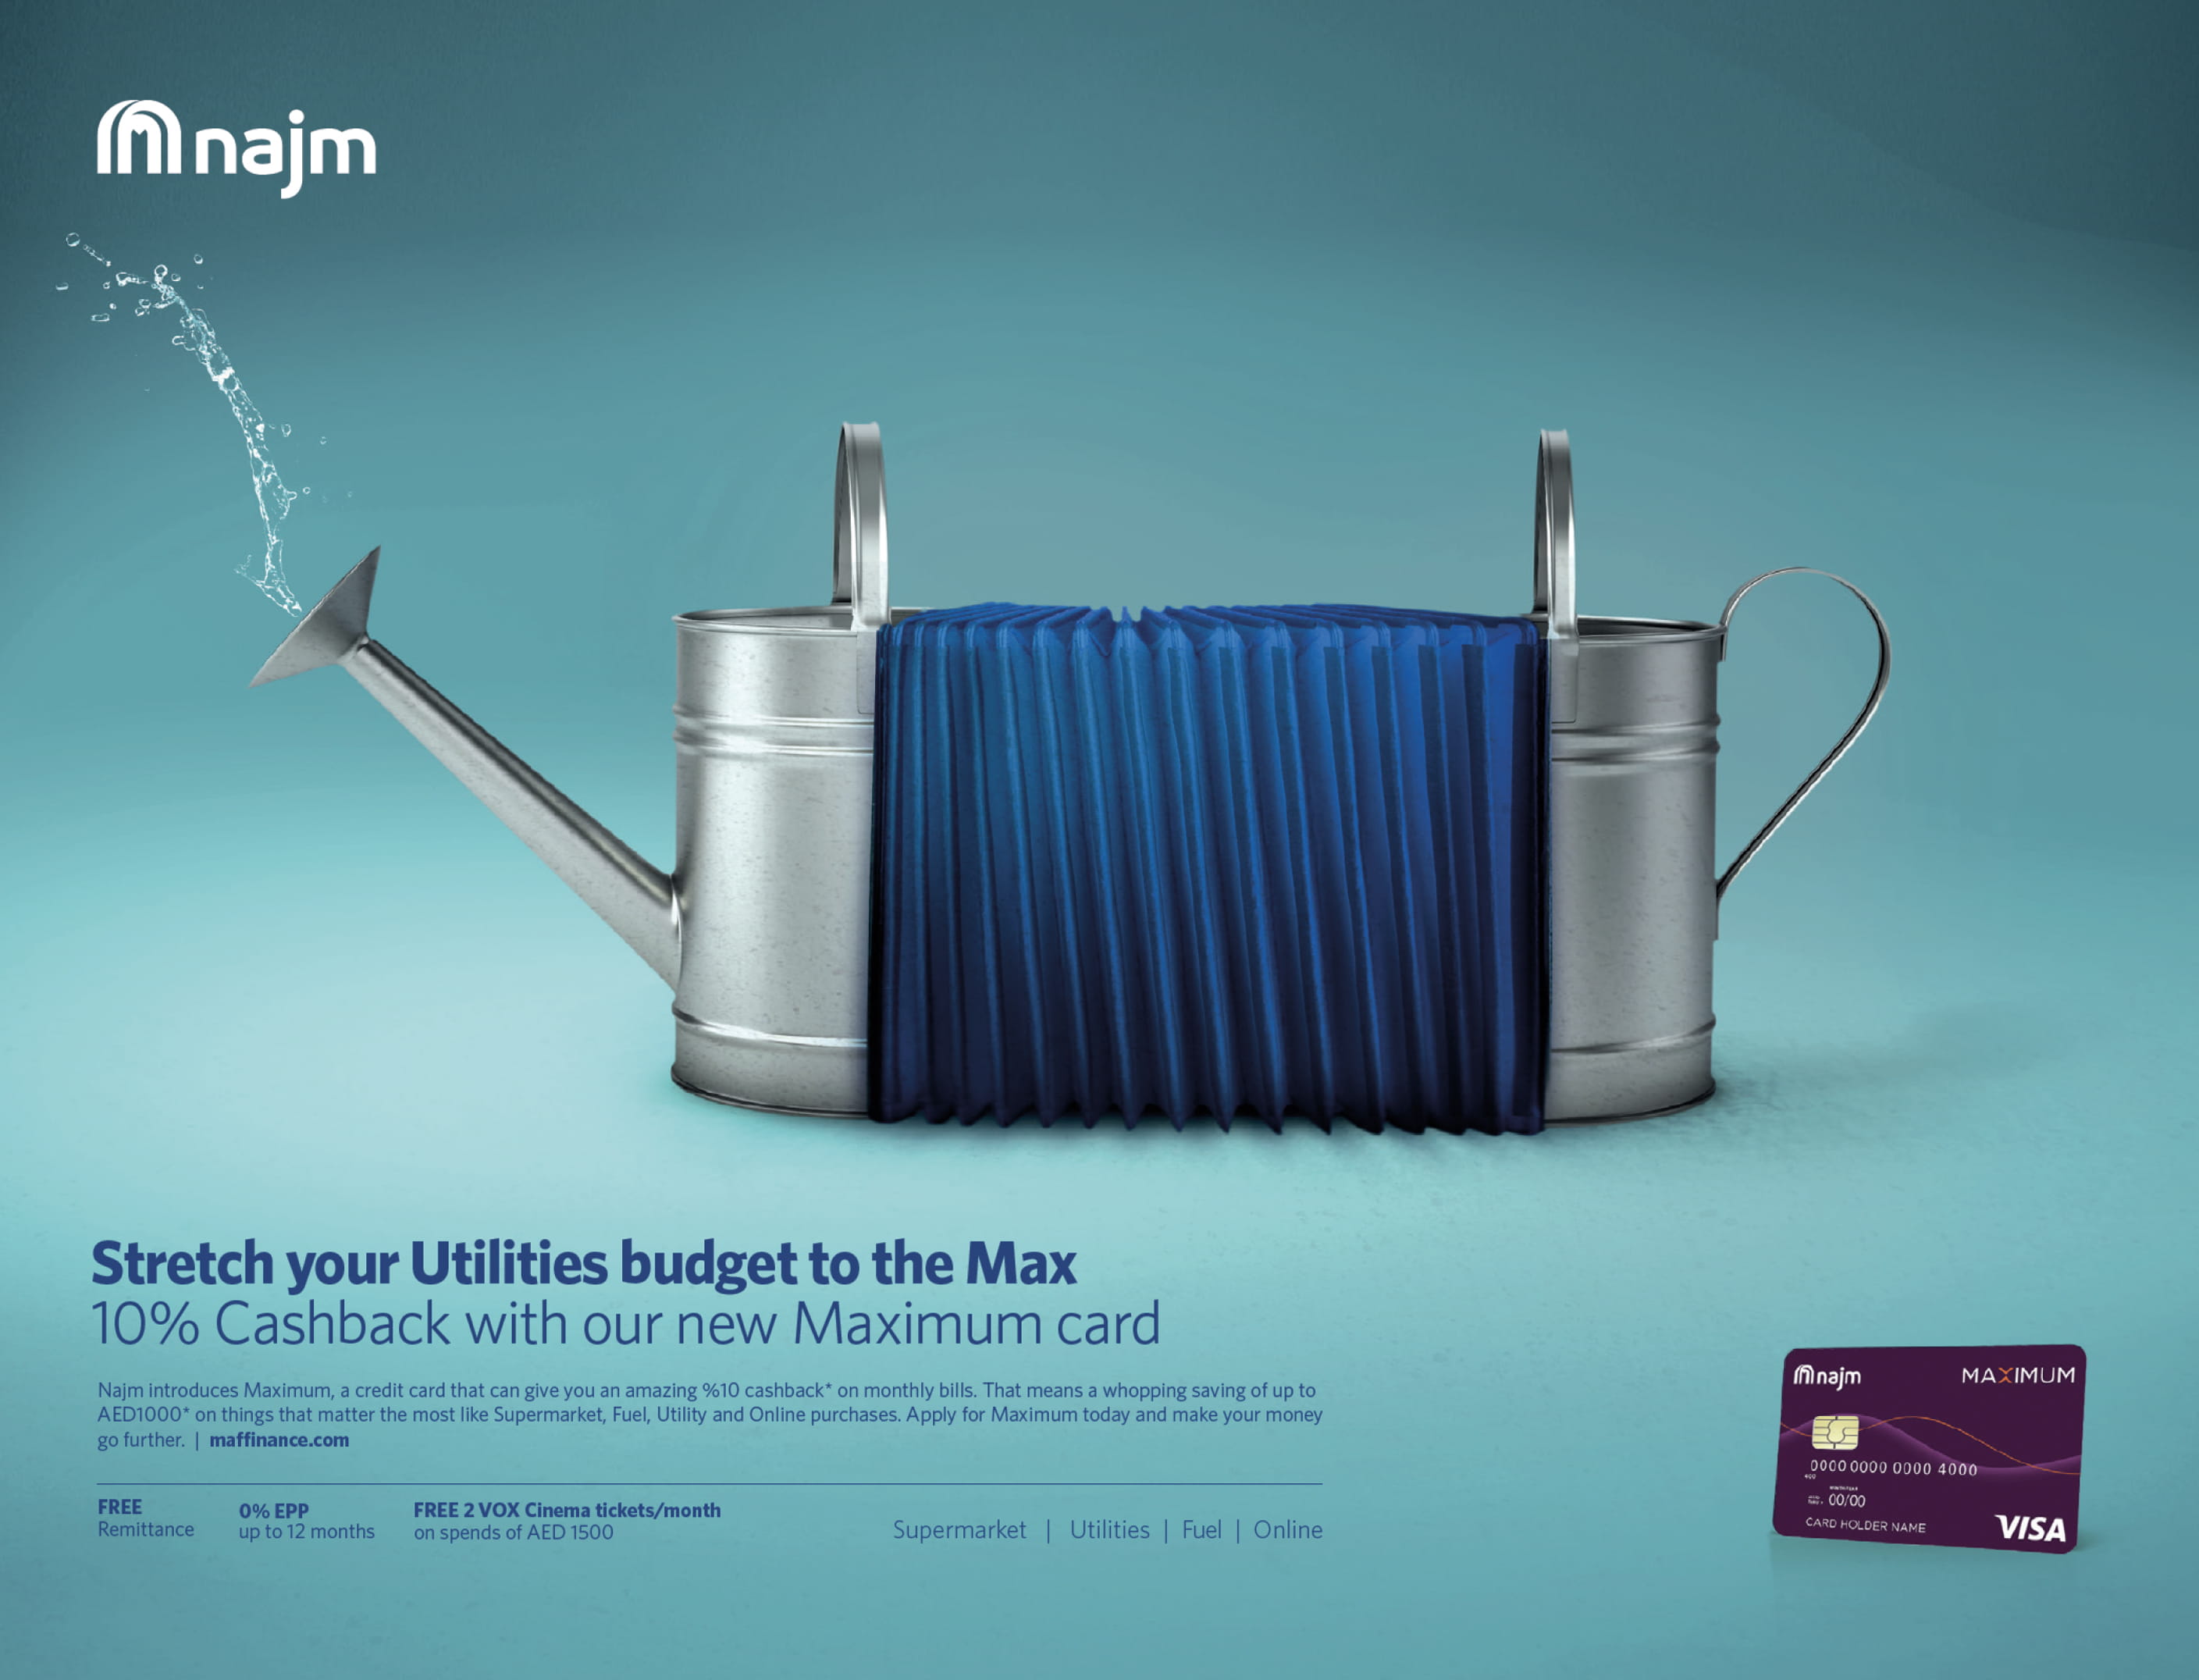 najm
Stretch your Utilities budget to the Max
10% Cashback with our new Maximum card
Najm introduces Maximum, a credit card that can give you an amazing %10 cashback* on monthly bills. That means a whopping saving of up to
AED1000* on things that matter the most like Supermarket, Fuel, Utility and Online purchases. Apply for Maximum today and make your money
go further. | maffinance.com
FREE
Remittance
0% EPP
up to 12 months
FREE 2 VOX Cinema tickets/month
on spends of AED 1500
Supermarket | Utilities | Fuel | Online
najm
MAXIMUM
0000 0000 0000 4000
00/00
CARD HOLDER NAME
VISA